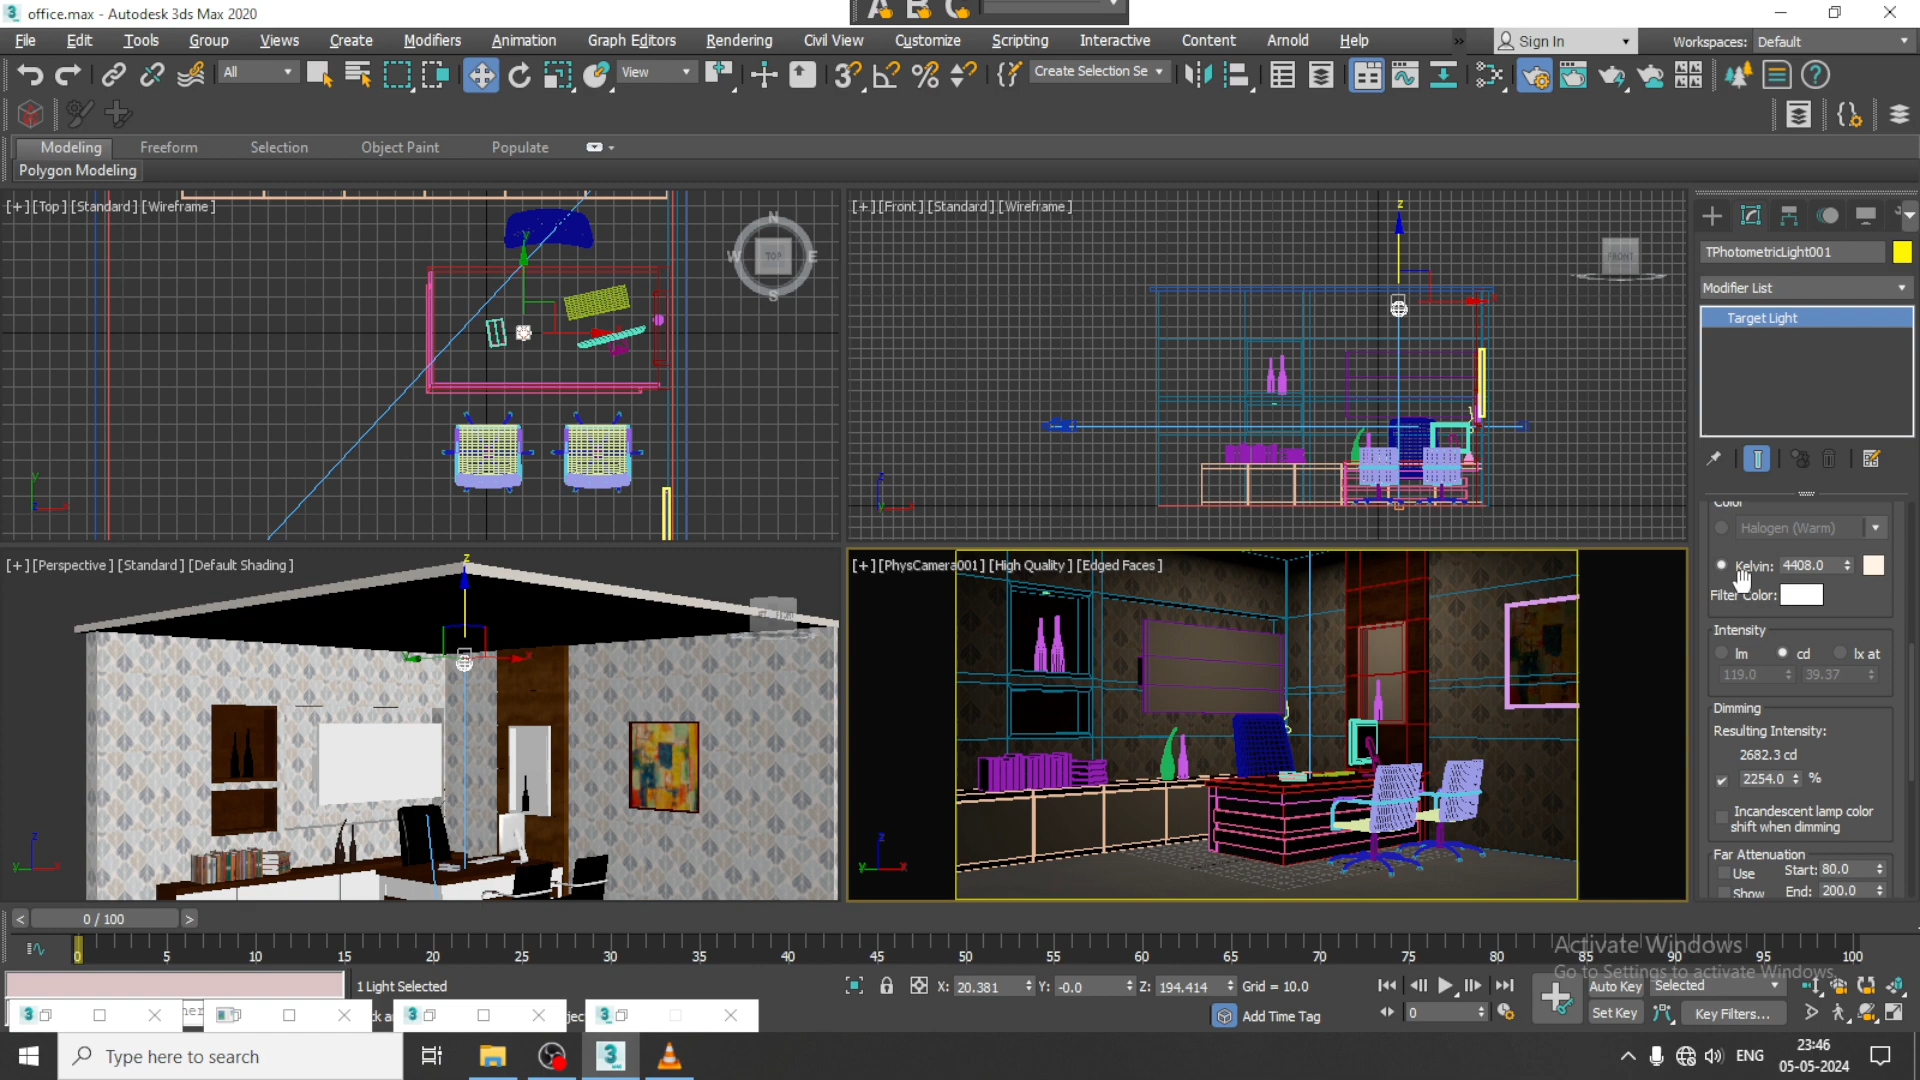 office.max - Autodesk 3ds Max 2020
File Edit Tools Group Views Create Modifiers Animation Graph Editors Rendering Civil View Customize Scripting Interactive Content Arnold Help » Sign In Workspaces: Default
All View Create Selection Se
Modeling Freeform Selection Object Paint Populate
Polygon Modeling
[+][Top][Standard][Wireframe]
N
W TOP E
S
y
[+][Front][Standard][Wireframe]
z
FRONT
TPhotometricLight001
Modifier List
Target Light
Color
Halogen (Warm)
Kelvin: 4408.0
Filter Color:
Intensity
lm cd lx at
119.0 39.37
Dimming
Resulting Intensity:
2682.3 cd
2254.0 %
Incandescent lamp color
shift when dimming
Far Attenuation
Use Start: 80.0
Show End: 200.0
[+][Perspective][Standard][Default Shading]
z
[+][PhysCamera001][High Quality][Edged Faces]
< 0 / 100 >
0 5 10 15 20 25 30 35 40 45 50 55 60 65 70 75 80 85 90 95 100
Activate Windows
Go to Settings to activate Windows.
1 Light Selected
X: 20.381 Y: -0.0 Z: 194.414 Grid = 10.0
Auto Key Selected
Add Time Tag
0
Set Key Key Filters...
Type here to search
ENG
23:46
05-05-2024